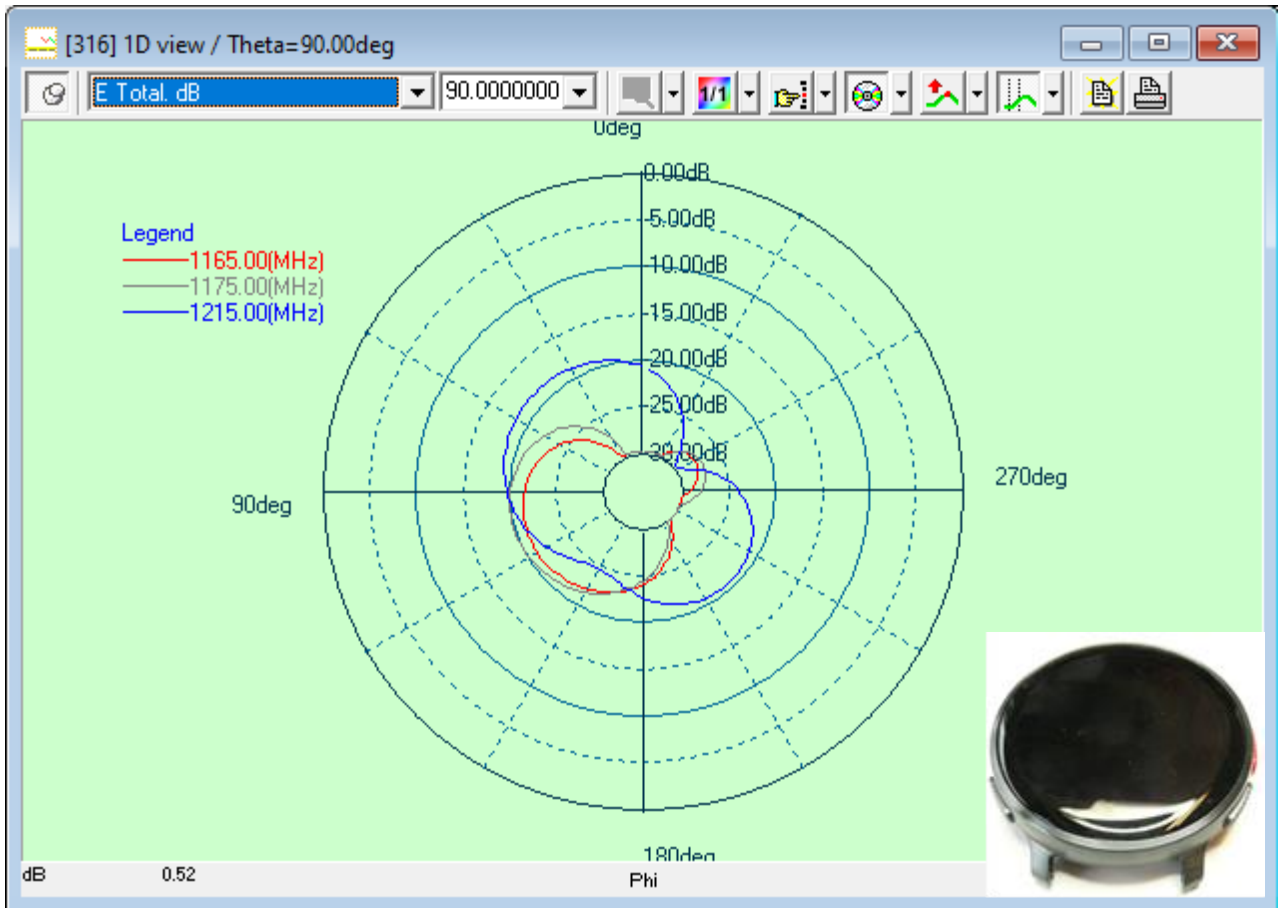 [316] 1D view / Theta=90.00deg
E Total. dB
90.0000000
1/1
0deg
0.00dB
-5.00dB
-10.00dB
-15.00dB
-20.00dB
-25.00dB
-30.00dB
Legend
1165.00(MHz)
1175.00(MHz)
1215.00(MHz)
90deg
270deg
180deg
dB
0.52
Phi